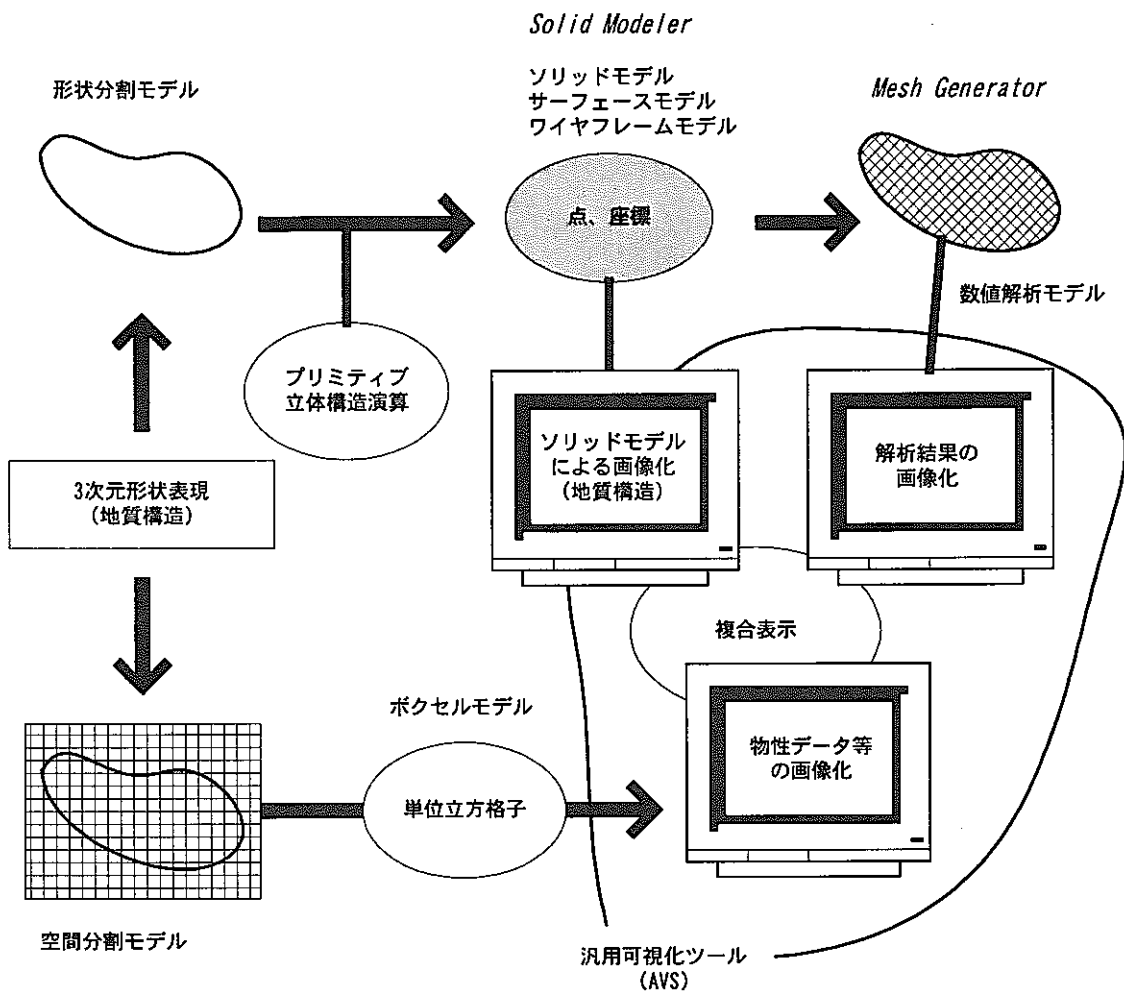 Solid Modeler
形状分割モデル
ソリッドモデル
サーフェースモデル
ワイヤフレームモデル
Mesh Generator
点、座標
数値解析モデル
プリミティブ
立体構造演算
3次元形状表現
(地質構造)
ソリッドモデル
による画像化
(地質構造)
解析結果の
画像化
複合表示
ボクセルモデル
単位立方格子
物性データ等
の画像化
空間分割モデル
汎用可視化ツール
(AVS)